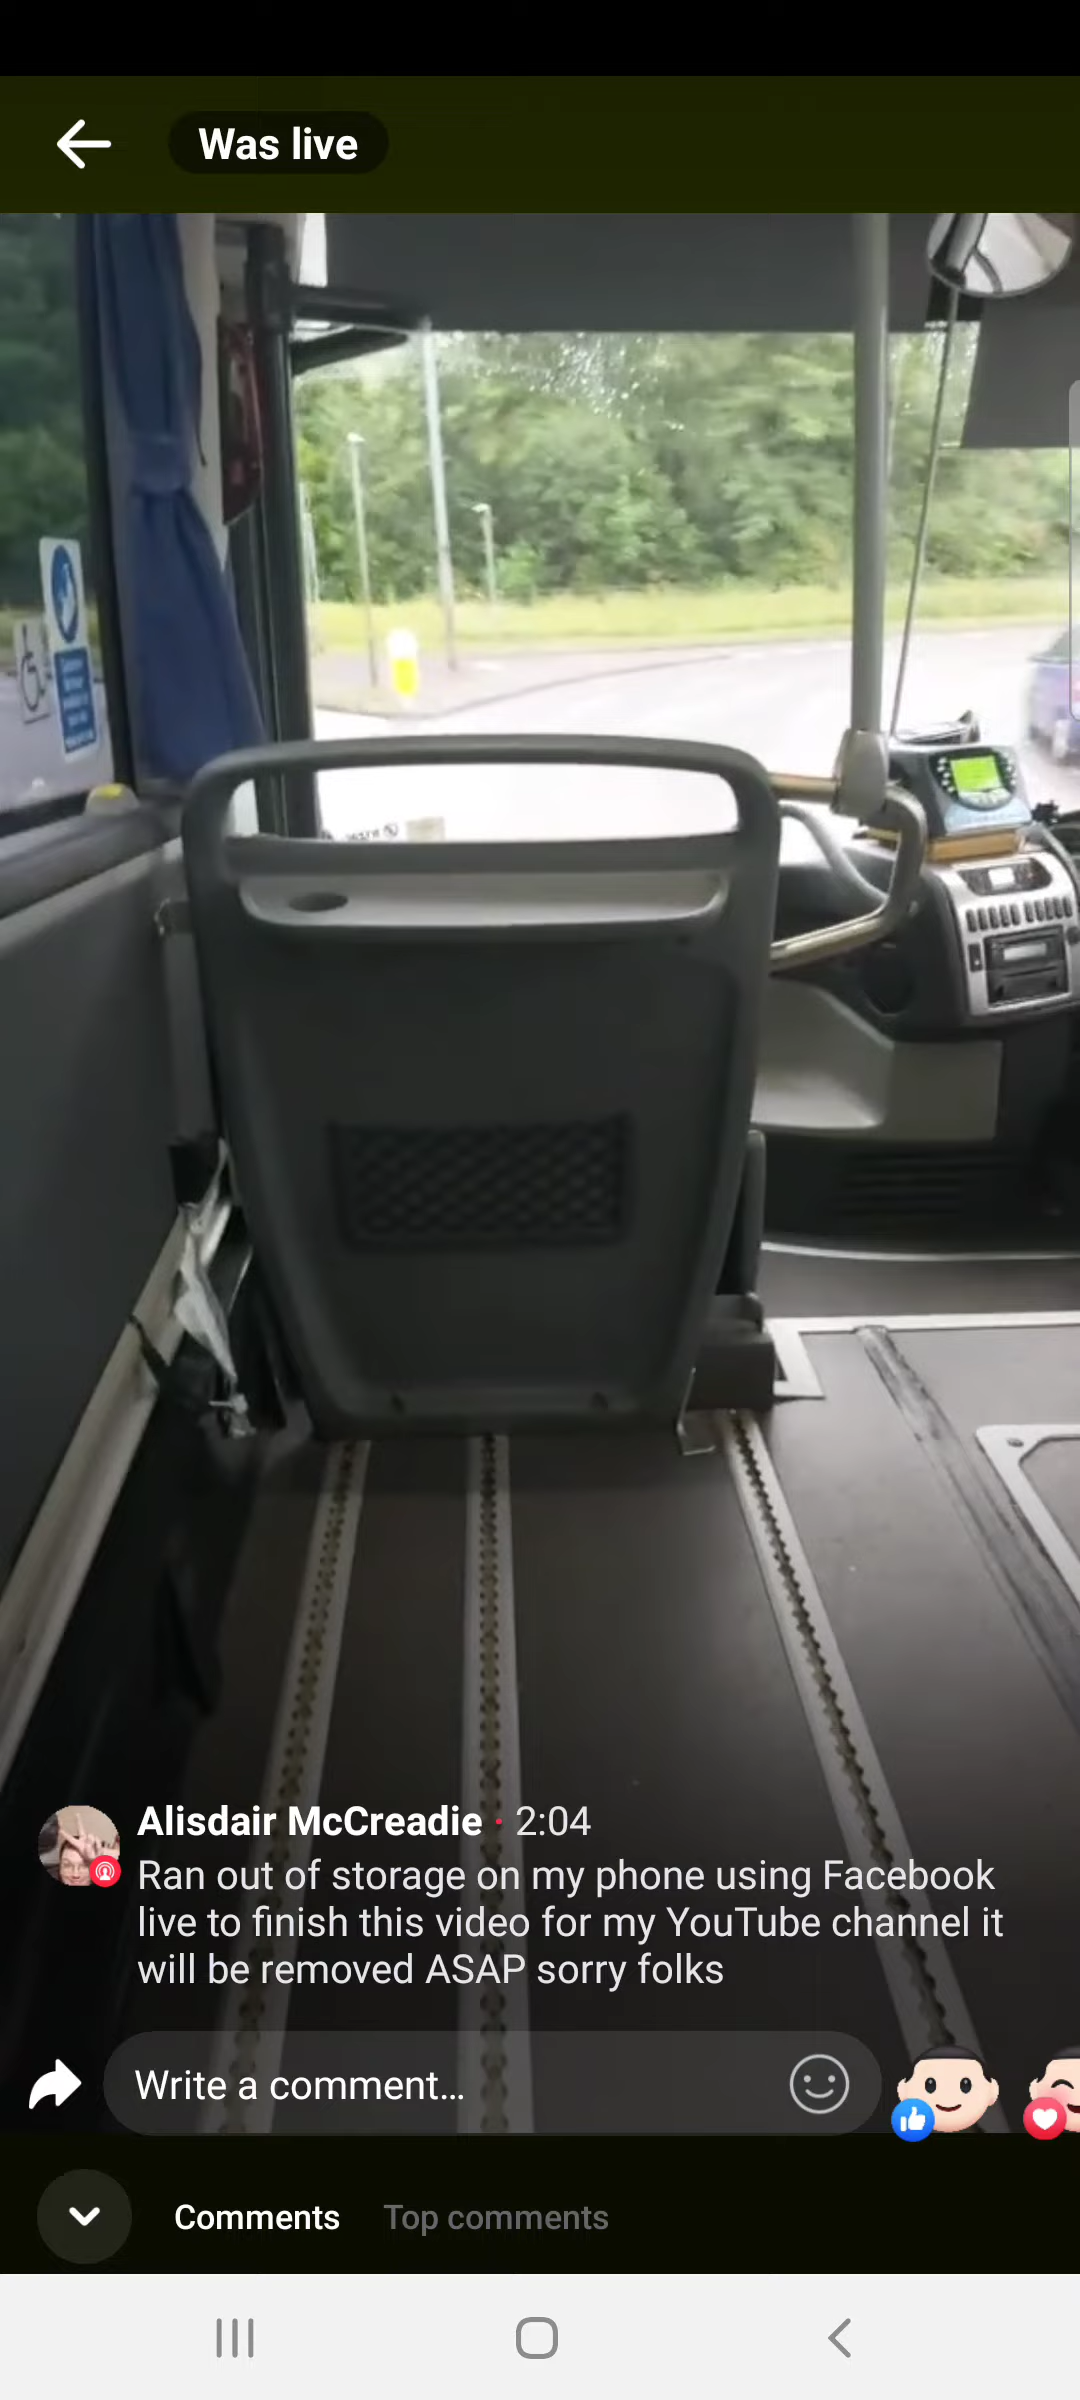 Was live
Alisdair McCreadie · 2:04
Ran out of storage on my phone using Facebook
live to finish this video for my YouTube channel it
will be removed ASAP sorry folks
Write a comment...
Comments
Top comments